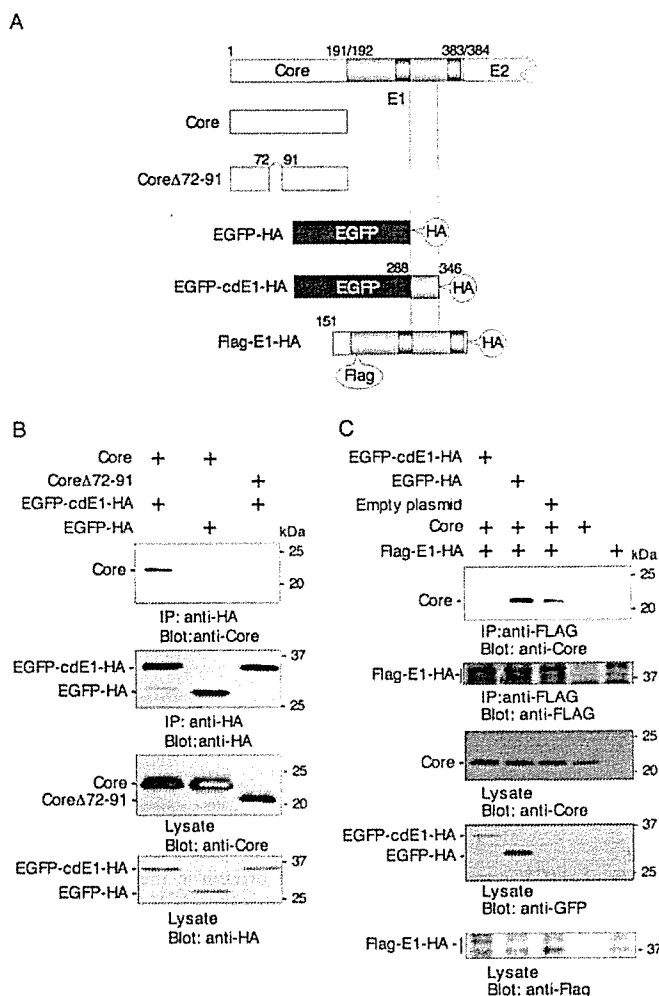 A
1 191/192 383/384
Core E2
E1
Core
72 91
CoreΔ72-91
EGFP-HA EGFP HA
288 346
EGFP-cdE1-HA EGFP HA
151
Flag-E1-HA HA
Flag
B
Core + +
CoreΔ72-91 +
EGFP-cdE1-HA + +
EGFP-HA + kDa
25
Core-
20
IP: anti-HA
Blot:anti-Core
EGFP-cdE1-HA 37
EGFP-HA
25
IP: anti-HA
Blot:anti-HA
25
Core
CoreΔ72-91 20
Lysate
Blot: anti-Core
EGFP-cdE1-HA 37
EGFP-HA
25
Lysate
Blot: anti-HA
C
EGFP-cdE1-HA +
EGFP-HA +
Empty plasmid +
Core + + + +
Flag-E1-HA + + + + kDa
25
Core-
20
IP:anti-FLAG
Blot: anti-Core
Flag-E1-HA 37
IP: anti-FLAG
Blot: anti-FLAG
25
Core-
20
Lysate
Blot: anti-Core
EGFP-cdE1-HA 37
EGFP-HA
25
Lysate
Blot: anti-GFP
Flag-E1-HA 37
Lysate
Blot: anti-Flag